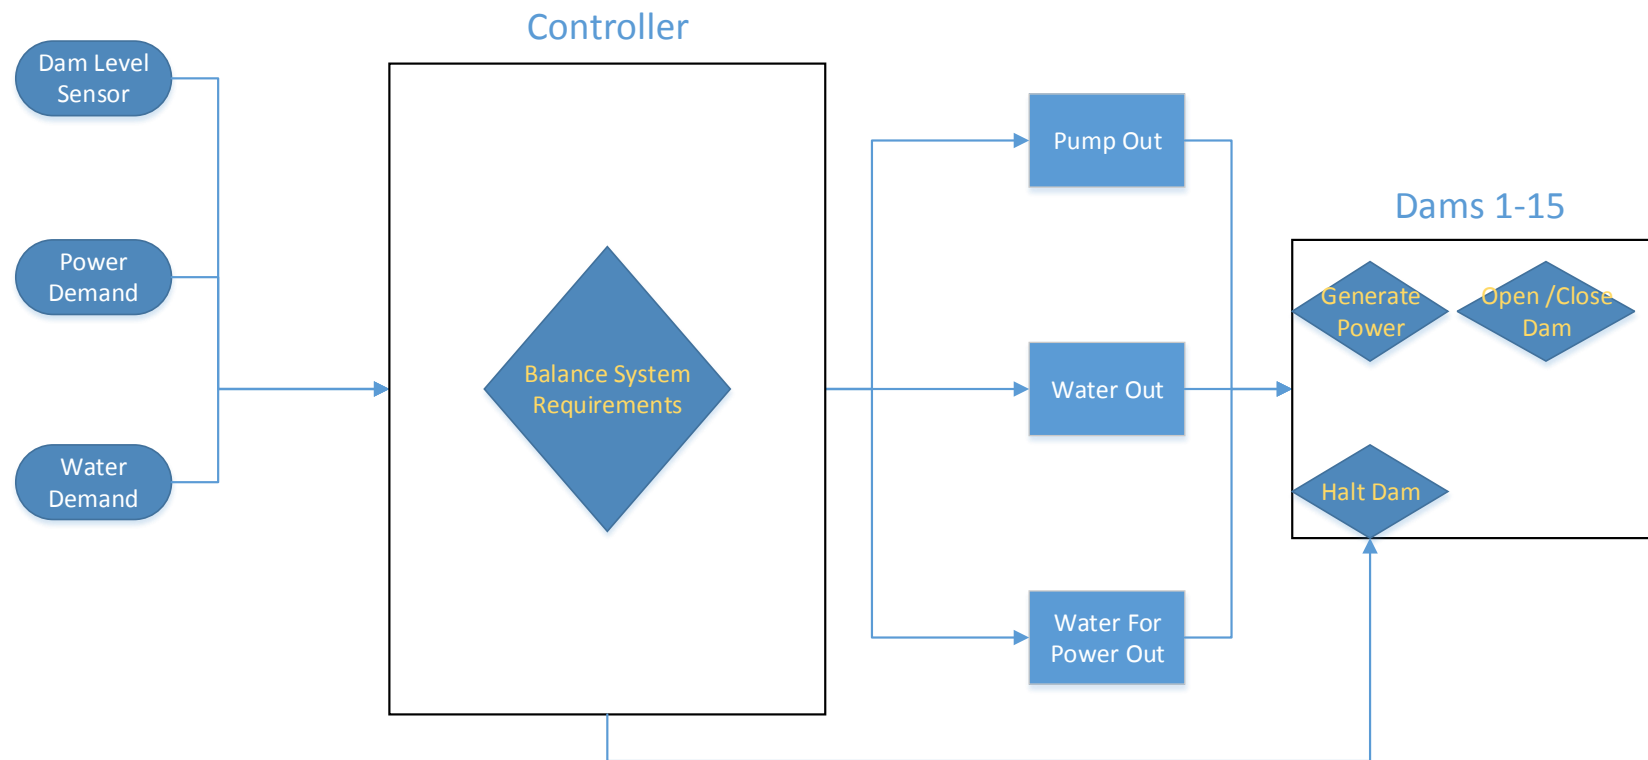 Controller
Dam Level
Sensor
Power
Demand
Water
Demand
Balance System
Requirements
Pump Out
Water Out
Water For
Power Out
Dams 1-15
Generate
Power
Open /Close
Dam
Halt Dam